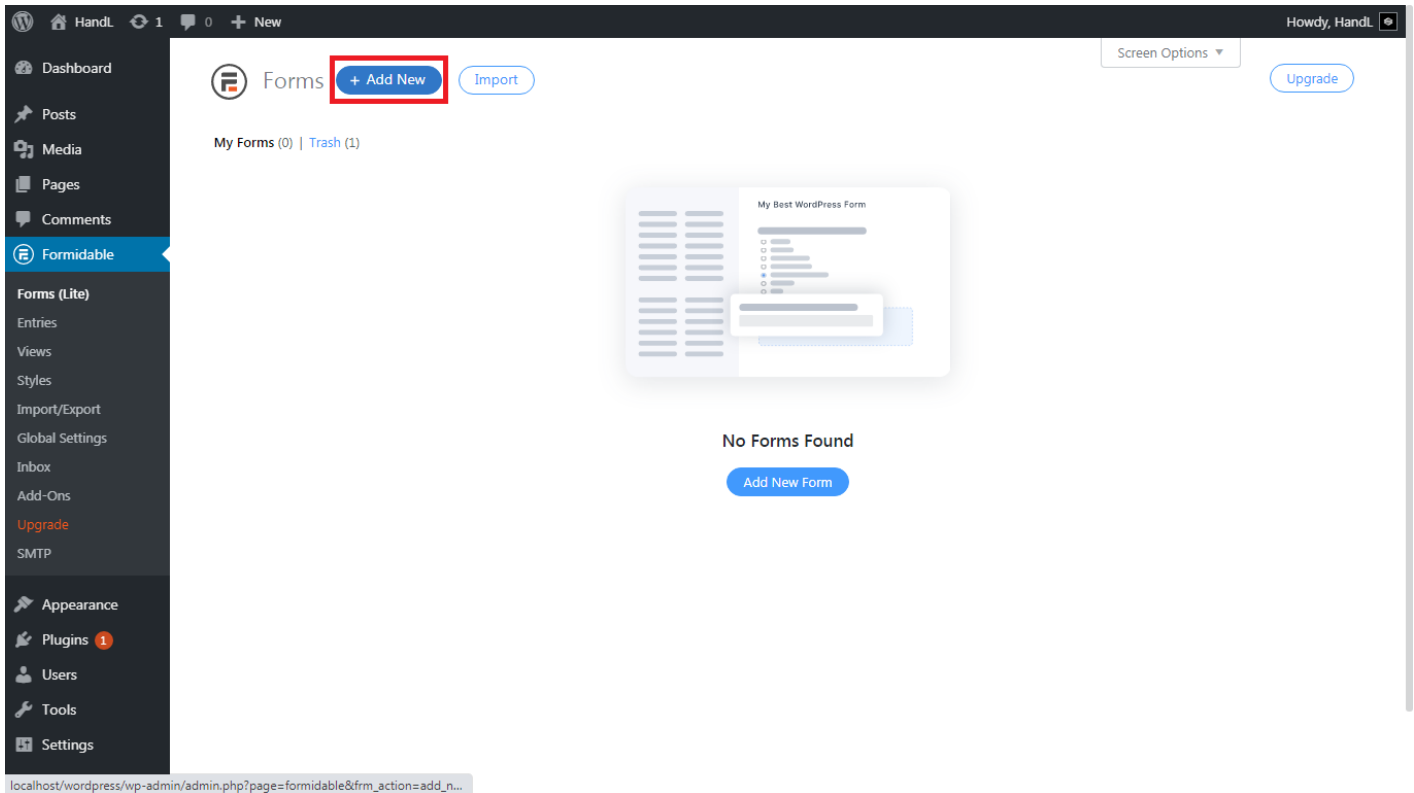 HandL 1 0 + New Howdy, HandL
Dashboard
Posts
Media
Pages
Comments
Formidable
Forms (Lite)
Entries
Views
Styles
Import/Export
Global Settings
Inbox
Add-Ons
Upgrade
SMTP
Appearance
Plugins 1
Users
Tools
Settings
Screen Options ▼
Forms + Add New Import Upgrade
My Forms (0) | Trash (1)
My Best WordPress Form
No Forms Found
Add New Form
localhost/wordpress/wp-admin/admin.php?page=formidable&frm_action=add_n...